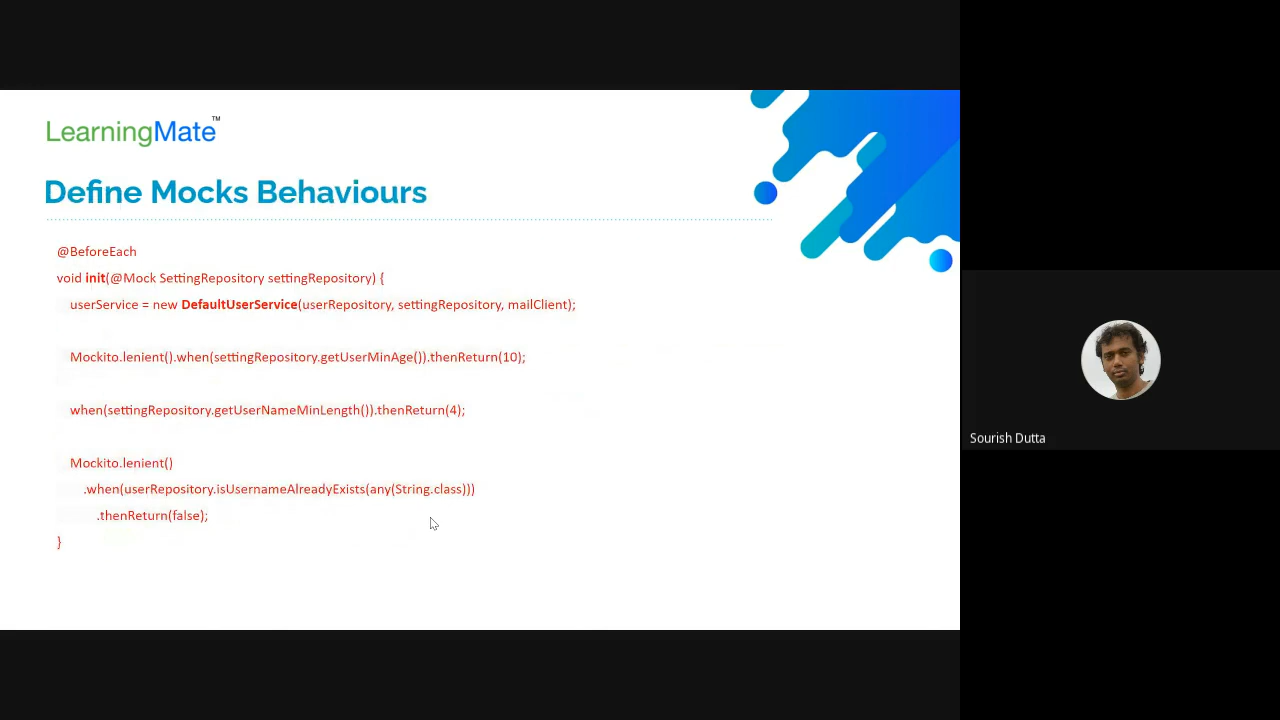 LearningMate™
Define Mocks Behaviours
@BeforeEach
void init(@Mock SettingRepository settingRepository) {
userService = new DefaultUserService(userRepository, settingRepository, mailClient);
Mockito.lenient().when(settingRepository.getUserMinAge()).thenReturn(10);
when(settingRepository.getUserNameMinLength()).thenReturn(4);
Mockito.lenient()
.when(userRepository.isUsernameAlreadyExists(any(String.class)))
.thenReturn(false);
}
Sourish Dutta